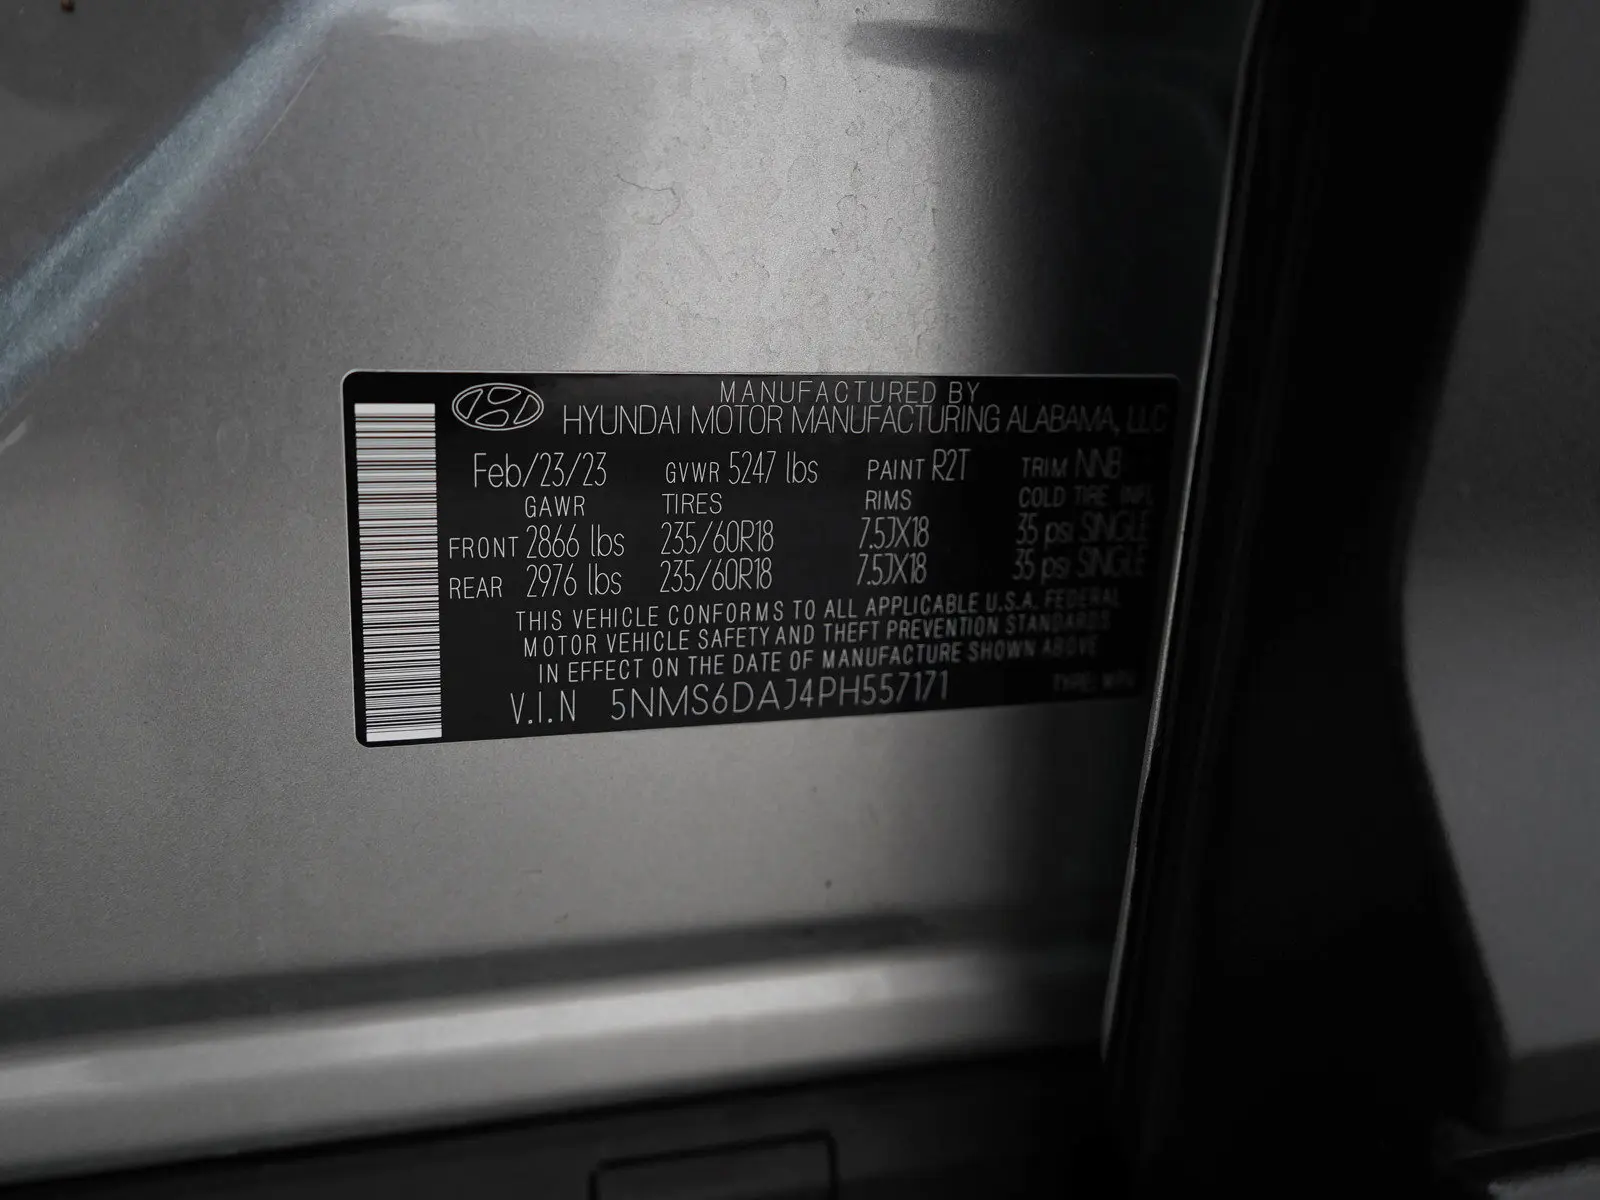 MANUFACTURED BY
HYUNDAI MOTOR MANUFACTURING ALABAMA, LLC
Feb/23/23 GVWR 5247 lbs PAINT R2T TRIM NNB
GAWR TIRES RIMS COLD TIRE INFL
FRONT 2866 lbs 235/60R18 7.5JX18 35 psi SINGLE
REAR 2976 lbs 235/60R18 7.5JX18 35 psi SINGLE
THIS VEHICLE CONFORMS TO ALL APPLICABLE U.S.A. FEDERAL
MOTOR VEHICLE SAFETY AND THEFT PREVENTION STANDARDS
IN EFFECT ON THE DATE OF MANUFACTURE SHOWN ABOVE
V.I.N 5NMS6DAJ4PH557171 TYPE: MPV